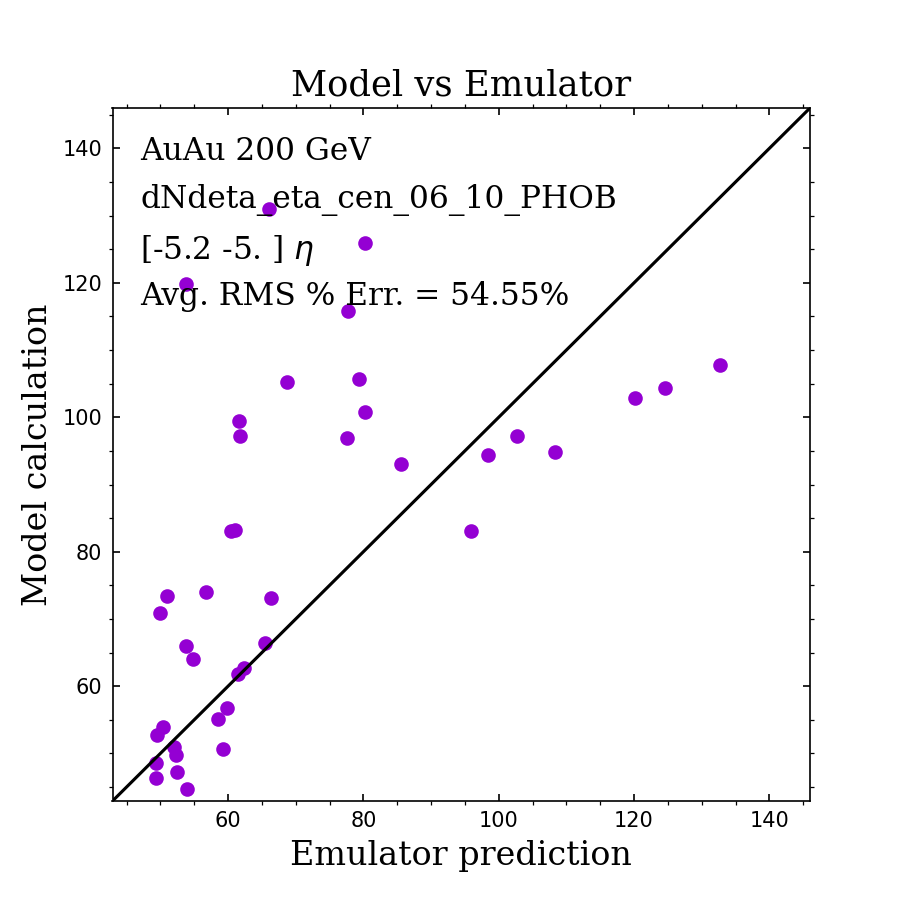 Model vs Emulator
AuAu 200 GeV
dNdeta_eta_cen_06_10_PHOB
[-5.2 -5. ] η
Avg. RMS % Err. = 54.55%
Model calculation
140
120
100
80
60
60 80 100 120 140
Emulator prediction